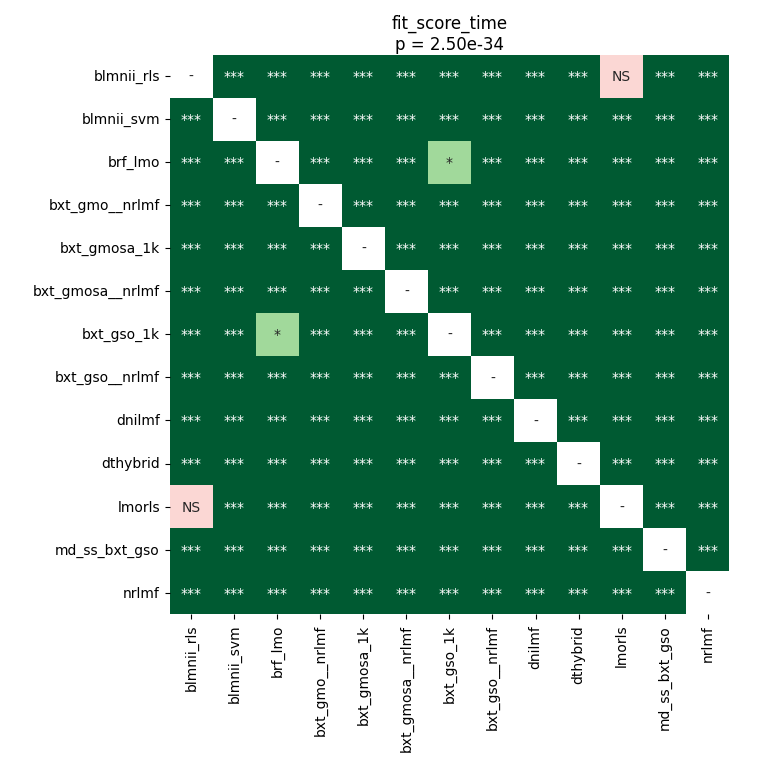 fit_score_time
p = 2.50e-34
blmnii_rls - *** *** *** *** *** *** *** *** *** NS *** ***
blmnii_svm *** - *** *** *** *** *** *** *** *** *** *** ***
brf_lmo *** *** - *** *** *** * *** *** *** *** *** ***
bxt_gmo__nrlmf *** *** *** - *** *** *** *** *** *** *** *** ***
bxt_gmosa_1k *** *** *** *** - *** *** *** *** *** *** *** ***
bxt_gmosa__nrlmf *** *** *** *** *** - *** *** *** *** *** *** ***
bxt_gso_1k *** *** * *** *** *** - *** *** *** *** *** ***
bxt_gso__nrlmf *** *** *** *** *** *** *** - *** *** *** *** ***
dnilmf *** *** *** *** *** *** *** *** - *** *** *** ***
dthybrid *** *** *** *** *** *** *** *** *** - *** *** ***
lmorls NS *** *** *** *** *** *** *** *** *** - *** ***
md_ss_bxt_gso *** *** *** *** *** *** *** *** *** *** *** - ***
nrlmf *** *** *** *** *** *** *** *** *** *** *** *** -
blmnii_rls
blmnii_svm
brf_lmo
bxt_gmo__nrlmf
bxt_gmosa_1k
bxt_gmosa__nrlmf
bxt_gso_1k
bxt_gso__nrlmf
dnilmf
dthybrid
lmorls
md_ss_bxt_gso
nrlmf